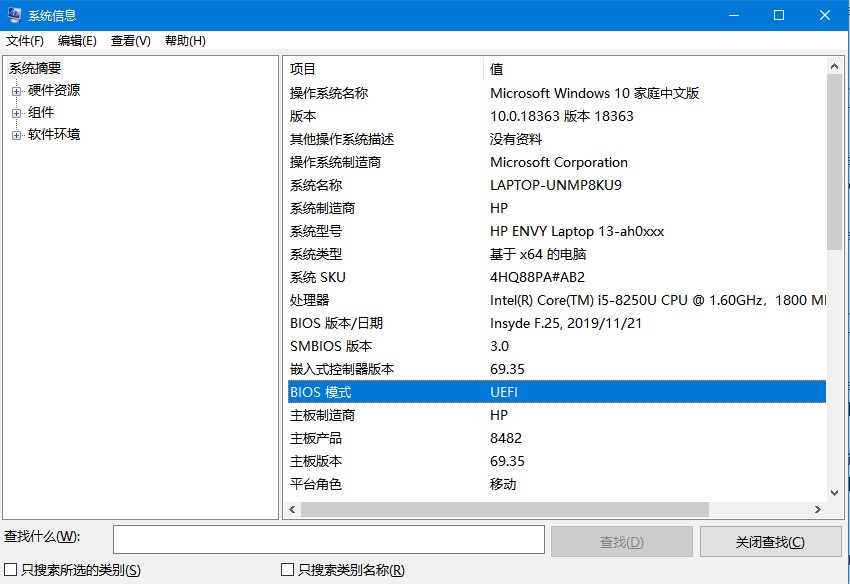 系统信息
文件(F) 编辑(E) 查看(V) 帮助(H)
系统摘要
硬件资源
组件
软件环境
项目 值
操作系统名称 Microsoft Windows 10 家庭中文版
版本 10.0.18363 版本 18363
其他操作系统描述 没有资料
操作系统制造商 Microsoft Corporation
系统名称 LAPTOP-UNMP8KU9
系统制造商 HP
系统型号 HP ENVY Laptop 13-ah0xxx
系统类型 基于 x64 的电脑
系统 SKU 4HQ88PA#AB2
处理器 Intel(R) Core(TM) i5-8250U CPU @ 1.60GHz，1800
BIOS 版本/日期 Insyde F.25, 2019/11/21
SMBIOS 版本 3.0
嵌入式控制器版本 69.35
BIOS 模式 UEFI
主板制造商 HP
主板产品 8482
主板版本 69.35
平台角色 移动
查找什么(W): 查找(D) 关闭查找(C)
只搜索所选的类别(S) 只搜索类别名称(R)